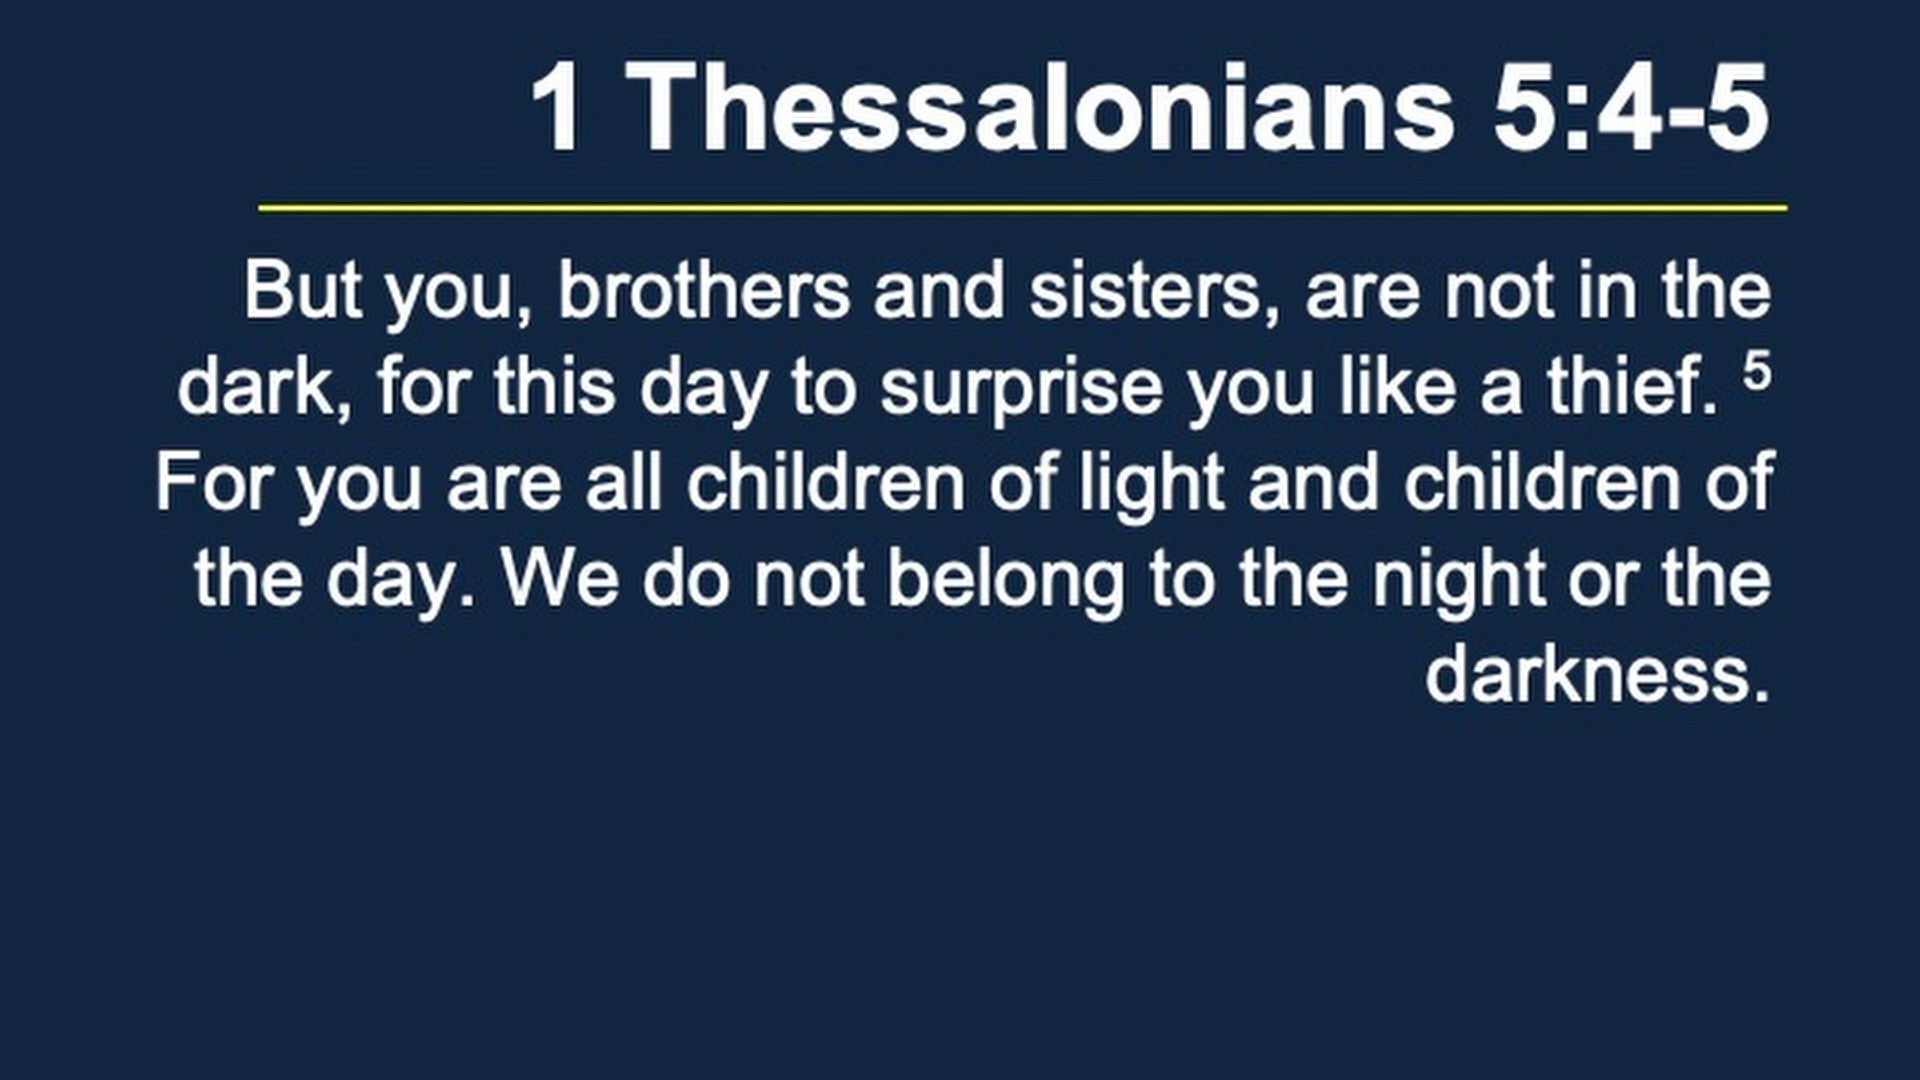 1 Thessalonians 5:4-5
But you, brothers and sisters, are not in the
dark, for this day to surprise you like a thief. 5
For you are all children of light and children of
the day. We do not belong to the night or the
darkness.